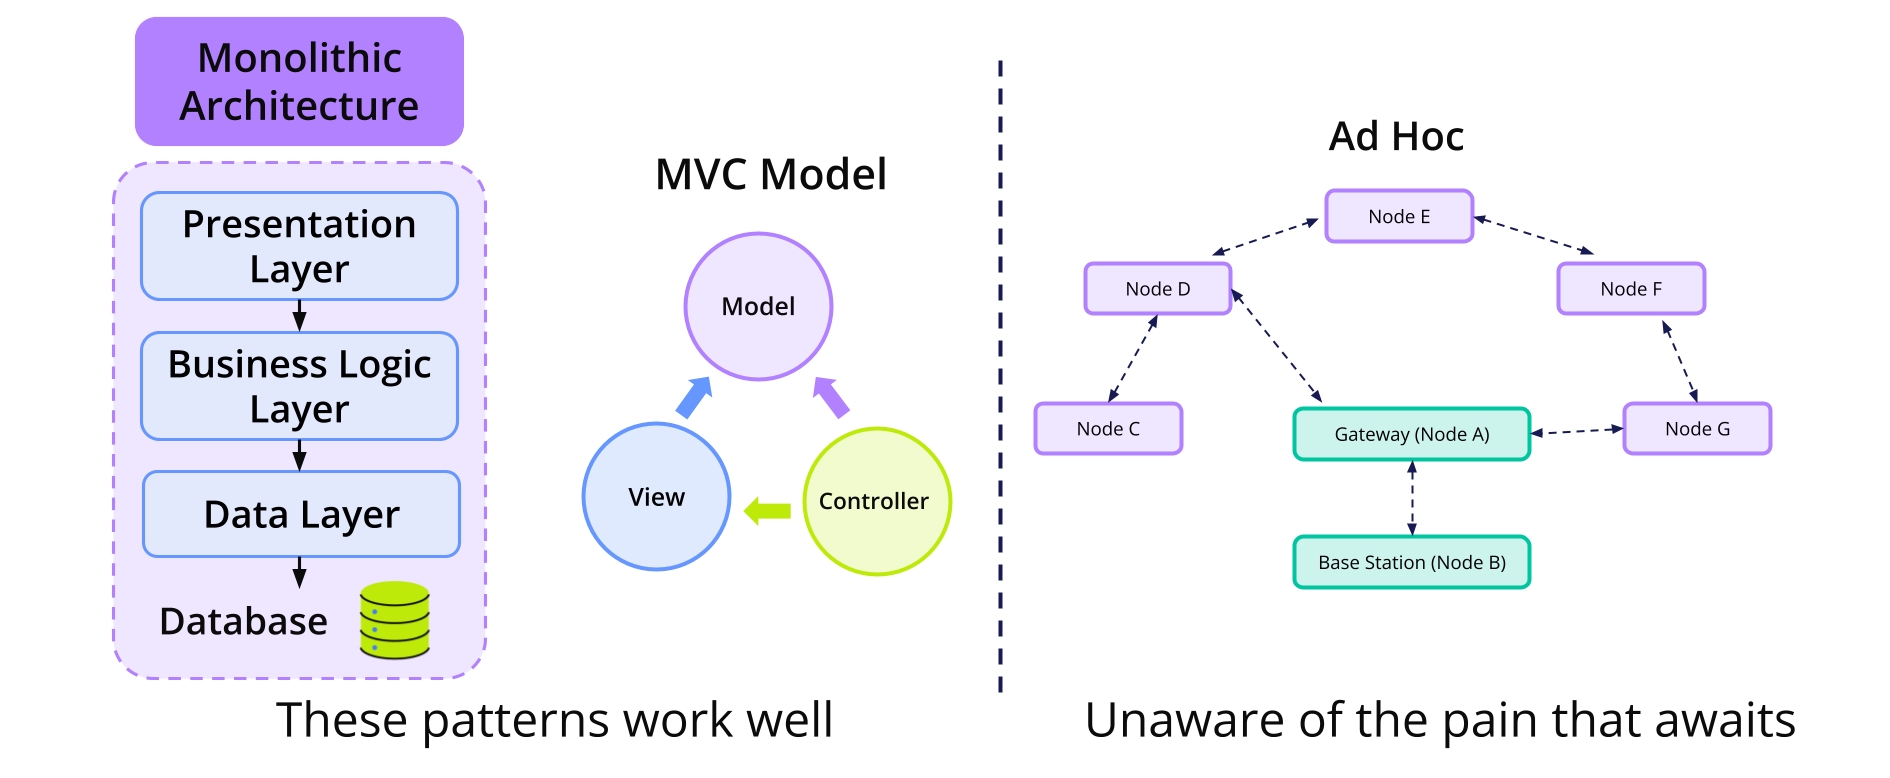 Monolithic
Architecture
Presentation
Layer
Business Logic
Layer
Data Layer
Database
MVC Model
Model
View
Controller
These patterns work well
Ad Hoc
Node E
Node D
Node F
Node C
Gateway (Node A)
Node G
Base Station (Node B)
Unaware of the pain that awaits